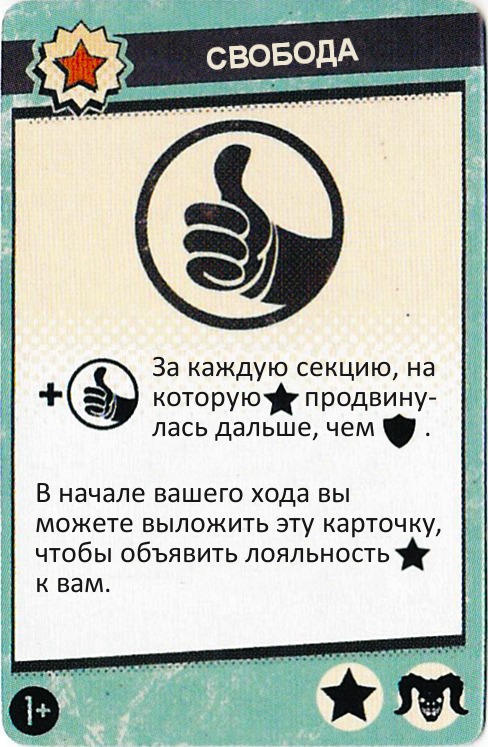 СВОБОДА
+ За каждую секцию, на
которую продвину-
лась дальше, чем .
В начале вашего хода вы
можете выложить эту карточку,
чтобы объявить лояльность
к вам.
1+